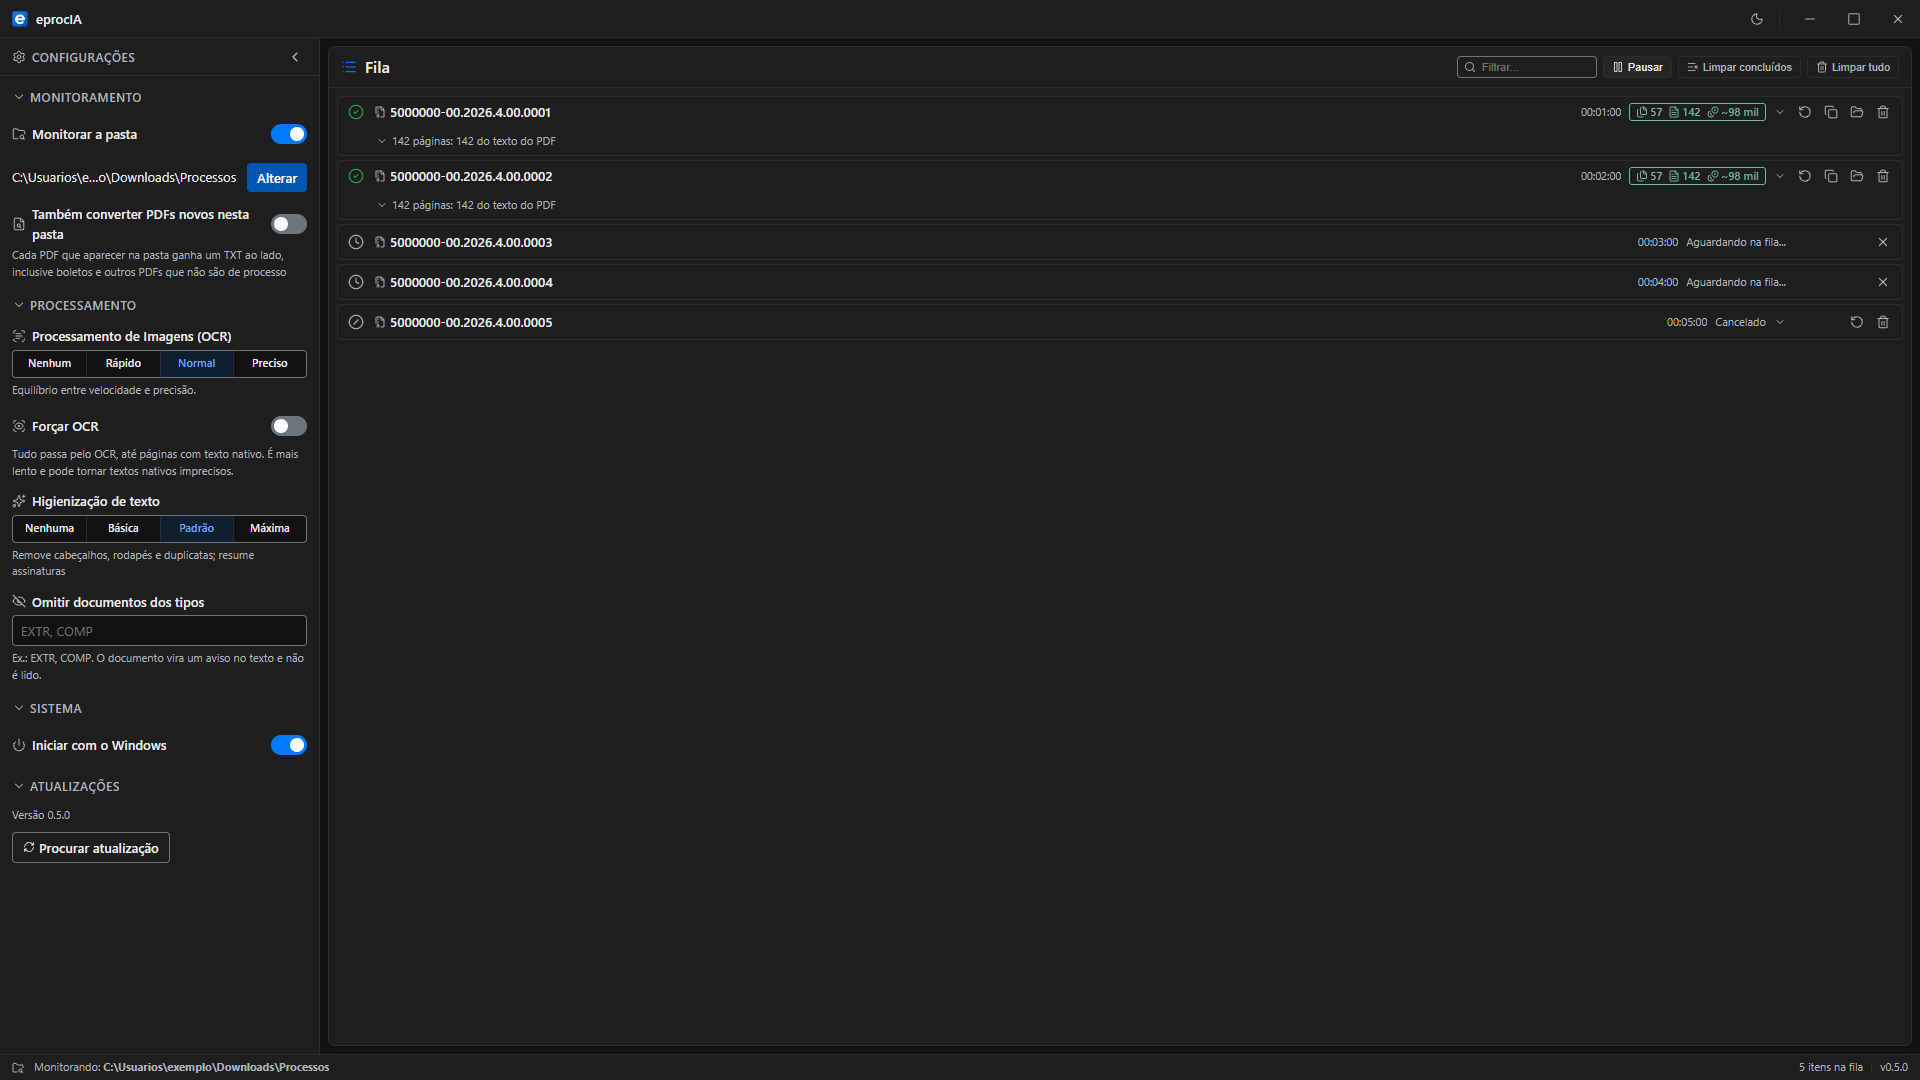 eprocIA
CONFIGURAÇÕES
MONITORAMENTO
Monitorar a pasta
C:\Usuarios\e...o\Downloads\Processos
Alterar
Também converter PDFs novos nesta
pasta
Cada PDF que aparecer na pasta ganha um TXT ao lado,
inclusive boletos e outros PDFs que não são de processo
PROCESSAMENTO
Processamento de Imagens (OCR)
Nenhum Rápido Normal Preciso
Equilíbrio entre velocidade e precisão.
Forçar OCR
Tudo passa pelo OCR, até páginas com texto nativo. É mais
lento e pode tornar textos nativos imprecisos.
Higienização de texto
Nenhuma Básica Padrão Máxima
Remove cabeçalhos, rodapés e duplicatas; resume
assinaturas
Omitir documentos dos tipos
EXTR, COMP
Ex.: EXTR, COMP. O documento vira um aviso no texto e não
é lido.
SISTEMA
Iniciar com o Windows
ATUALIZAÇÕES
Versão 0.5.0
Procurar atualização
Fila
Filtrar...
Pausar
Limpar concluídos
Limpar tudo
5000000-00.2026.4.00.0001 00:01:00 57 142 ~98 mil
142 páginas: 142 do texto do PDF
5000000-00.2026.4.00.0002 00:02:00 57 142 ~98 mil
142 páginas: 142 do texto do PDF
5000000-00.2026.4.00.0003 00:03:00 Aguardando na fila...
5000000-00.2026.4.00.0004 00:04:00 Aguardando na fila...
5000000-00.2026.4.00.0005 00:05:00 Cancelado
Monitorando: C:\Usuarios\exemplo\Downloads\Processos
5 itens na fila v0.5.0